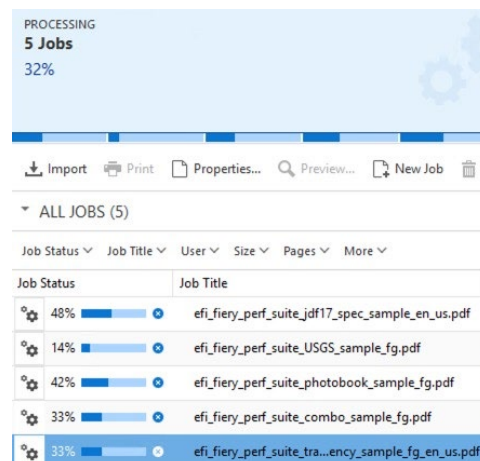 PROCESSING
5 Jobs
32%
Import Print Properties... Preview... New Job
ALL JOBS (5)
Job Status Job Title User Size Pages More
Job Status Job Title
48% efi_fiery_perf_suite_jdf17_spec_sample_en_us.pdf
14% efi_fiery_perf_suite_USGS_sample_fg.pdf
42% efi_fiery_perf_suite_photobook_sample_fg.pdf
33% efi_fiery_perf_suite_combo_sample_fg.pdf
33% efi_fiery_perf_suite_tra...ency_sample_fg_en_us.pdf